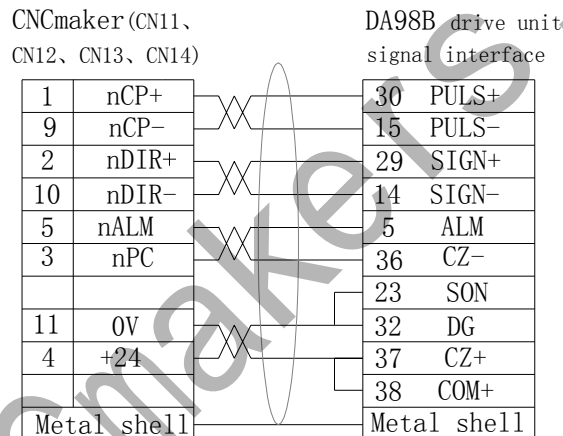 CNCmaker(CN11、
CN12、CN13、CN14)
DA98B drive unit
signal interface
1 nCP+ 30 PULS+
9 nCP- 15 PULS-
2 nDIR+ 29 SIGN+
10 nDIR- 14 SIGN-
5 nALM 5 ALM
3 nPC 36 CZ-
23 SON
11 0V 32 DG
4 +24 37 CZ+
38 COM+
Metal shell Metal shell
Cmakers